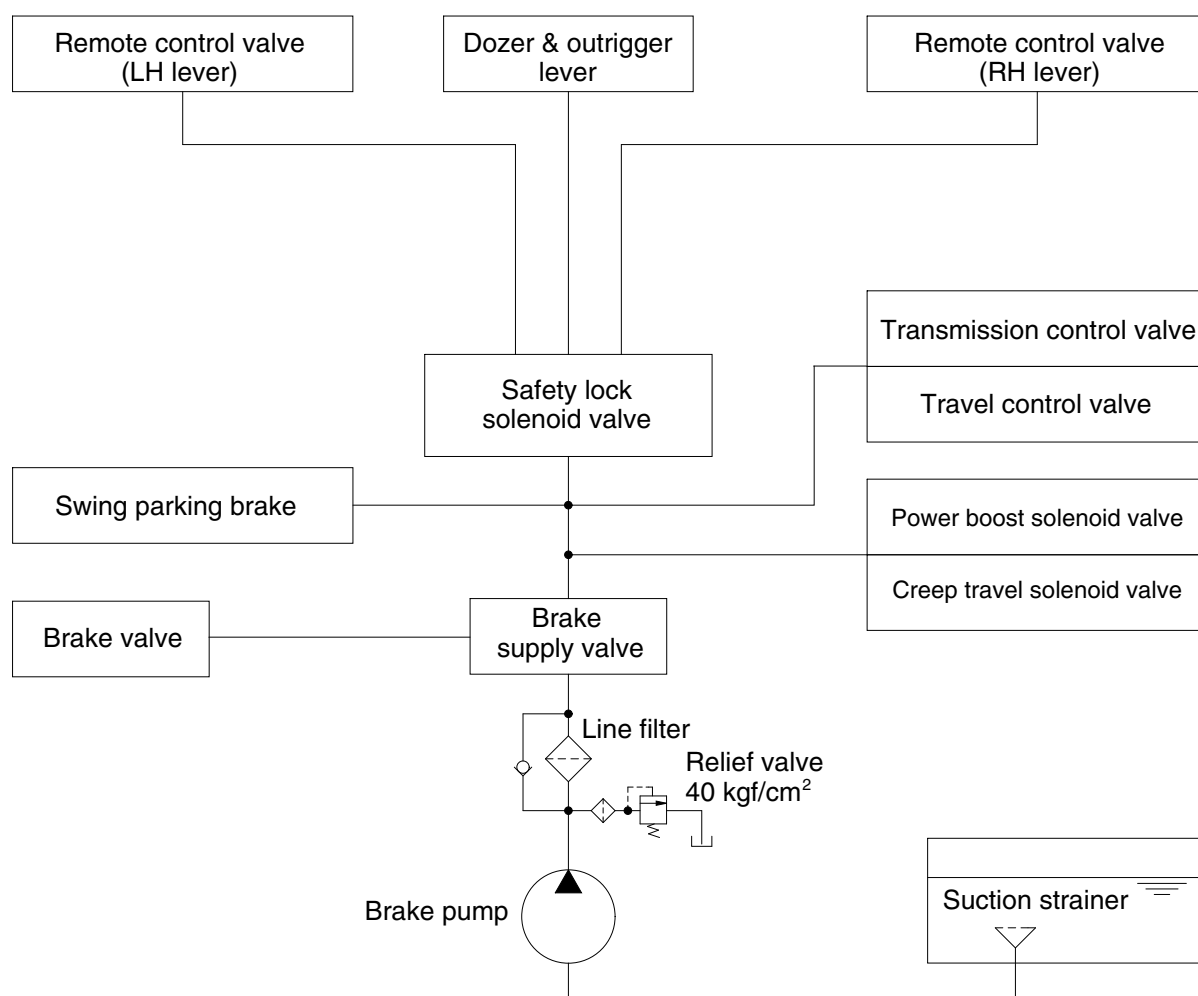 Remote control valve
(LH lever)
Dozer & outrigger
lever
Remote control valve
(RH lever)
Transmission control valve
Safety lock
solenoid valve
Travel control valve
Swing parking brake
Power boost solenoid valve
Creep travel solenoid valve
Brake valve
Brake
supply valve
Line filter
Relief valve
40 kgf/cm²
Brake pump
Suction strainer